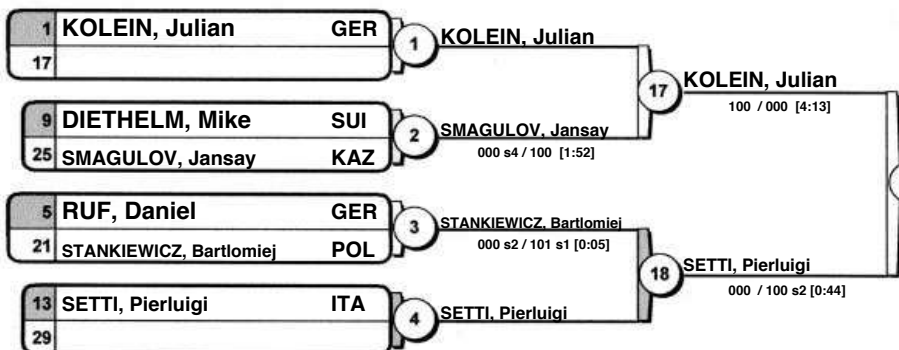 1 KOLEIN, Julian GER
17
1
KOLEIN, Julian
9 DIETHELM, Mike SUI
25 SMAGULOV, Jansay KAZ
2
SMAGULOV, Jansay
000 s4 / 100 [1:52]
17
KOLEIN, Julian
100 / 000 [4:13]
5 RUF, Daniel GER
21 STANKIEWICZ, Bartlomiej POL
3
STANKIEWICZ, Bartlomiej
000 s2 / 101 s1 [0:05]
13 SETTI, Pierluigi ITA
29
4
SETTI, Pierluigi
18
SETTI, Pierluigi
000 / 100 s2 [0:44]